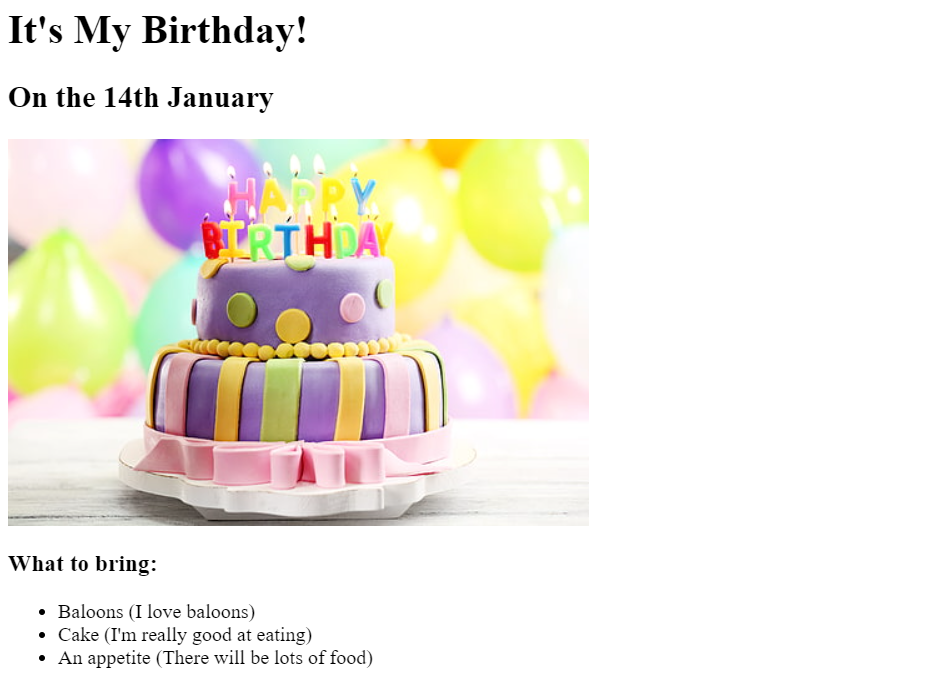 It's My Birthday!
On the 14th January
HAPPY
BIRTHDAY
What to bring:
Baloons (I love baloons)
Cake (I'm really good at eating)
An appetite (There will be lots of food)